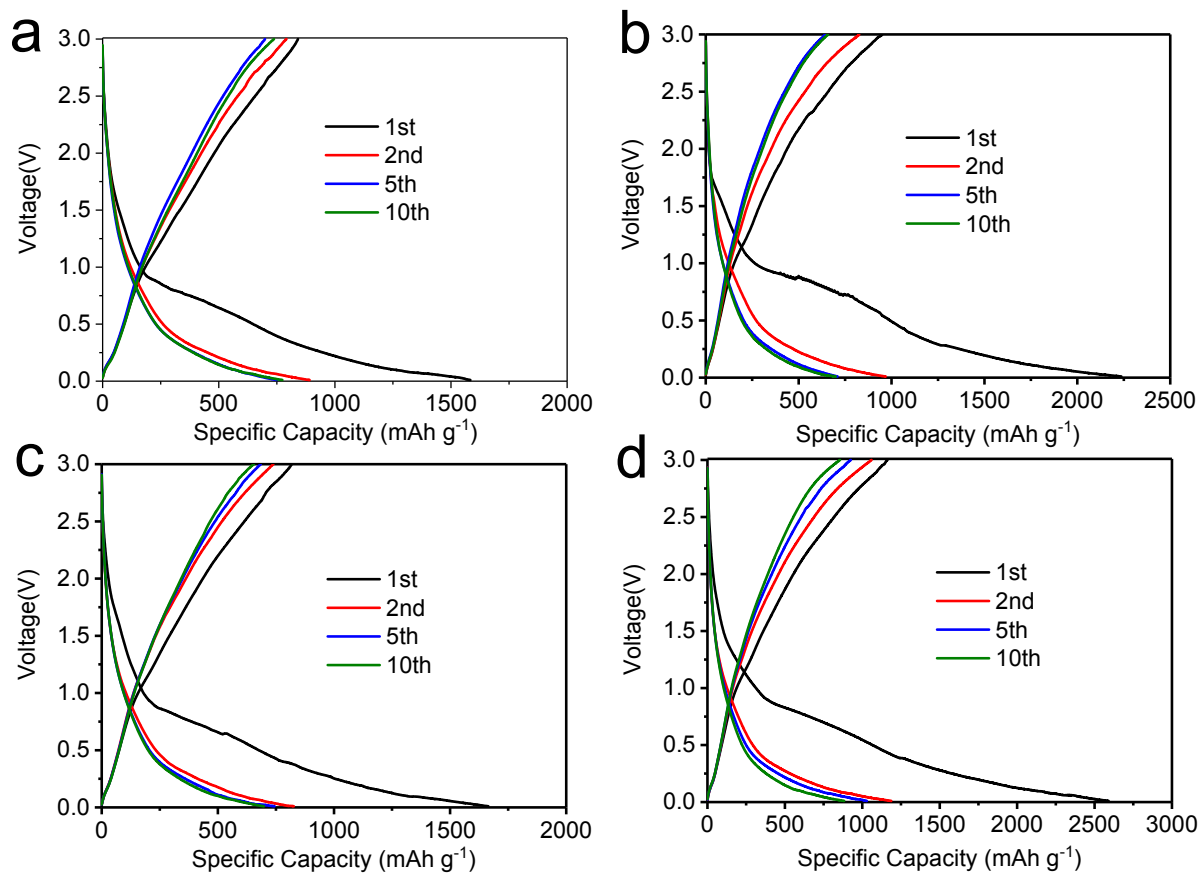 a
3.0
2.5
2.0
1.5
1.0
0.5
0.0
Voltage(V)
1st
2nd
5th
10th
0 500 1000 1500 2000
Specific Capacity (mAh g⁻¹)
b
3.0
2.5
2.0
1.5
1.0
0.5
0.0
Voltage(V)
1st
2nd
5th
10th
0 500 1000 1500 2000 2500
Specific Capacity (mAh g⁻¹)
c
3.0
2.5
2.0
1.5
1.0
0.5
0.0
Voltage(V)
1st
2nd
5th
10th
0 500 1000 1500 2000
Specific Capacity (mAh g⁻¹)
d
3.0
2.5
2.0
1.5
1.0
0.5
0.0
Voltage(V)
1st
2nd
5th
10th
0 500 1000 1500 2000 2500 3000
Specific Capacity (mAh g⁻¹)